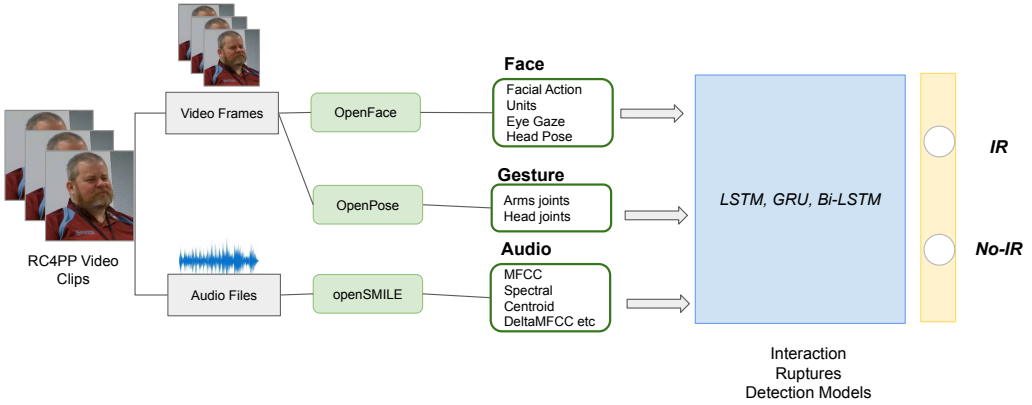 RC4PP Video
Clips
Video Frames
Audio Files
OpenFace
OpenPose
openSMILE
Face
Facial Action
Units
Eye Gaze
Head Pose
Gesture
Arms joints
Head joints
Audio
MFCC
Spectral
Centroid
DeltaMFCC etc
LSTM, GRU, Bi-LSTM
Interaction
Ruptures
Detection Models
IR
No-IR